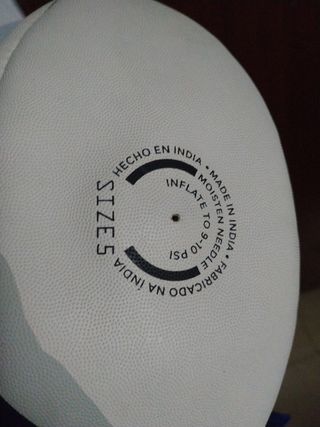 HECHO EN INDIA • MADE IN INDIA • FABRICADO NA INDIA
MOISTEN NEEDLE
INFLATE TO 9-10 PSI
SIZE 5